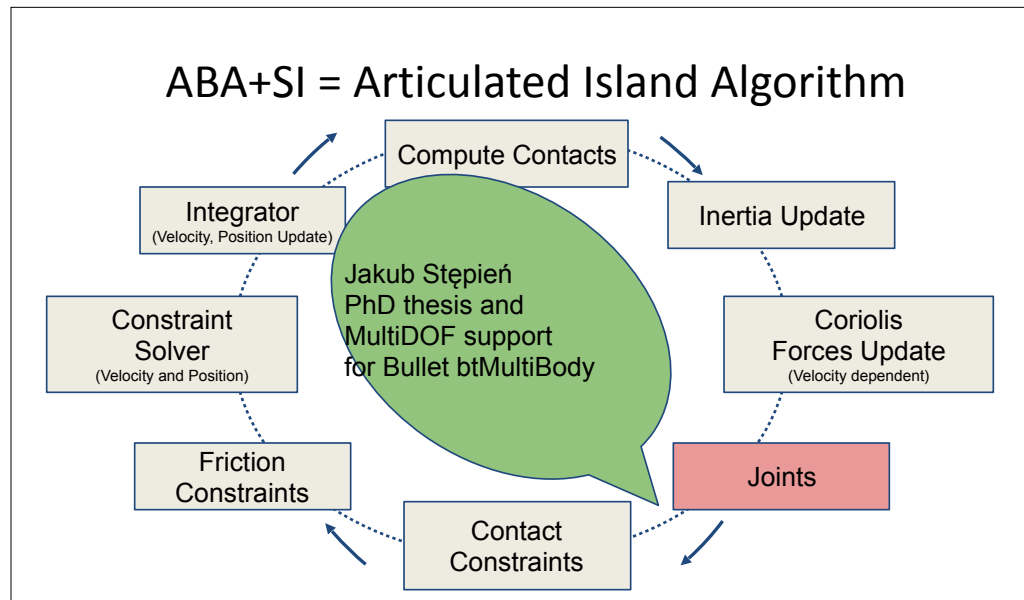 ABA+SI = Articulated Island Algorithm
Compute Contacts
Integrator
(Velocity, Position Update)
Inertia Update
Jakub Stępień
PhD thesis and
MultiDOF support
for Bullet btMultiBody
Constraint
Solver
(Velocity and Position)
Coriolis
Forces Update
(Velocity dependent)
Friction
Constraints
Joints
Contact
Constraints